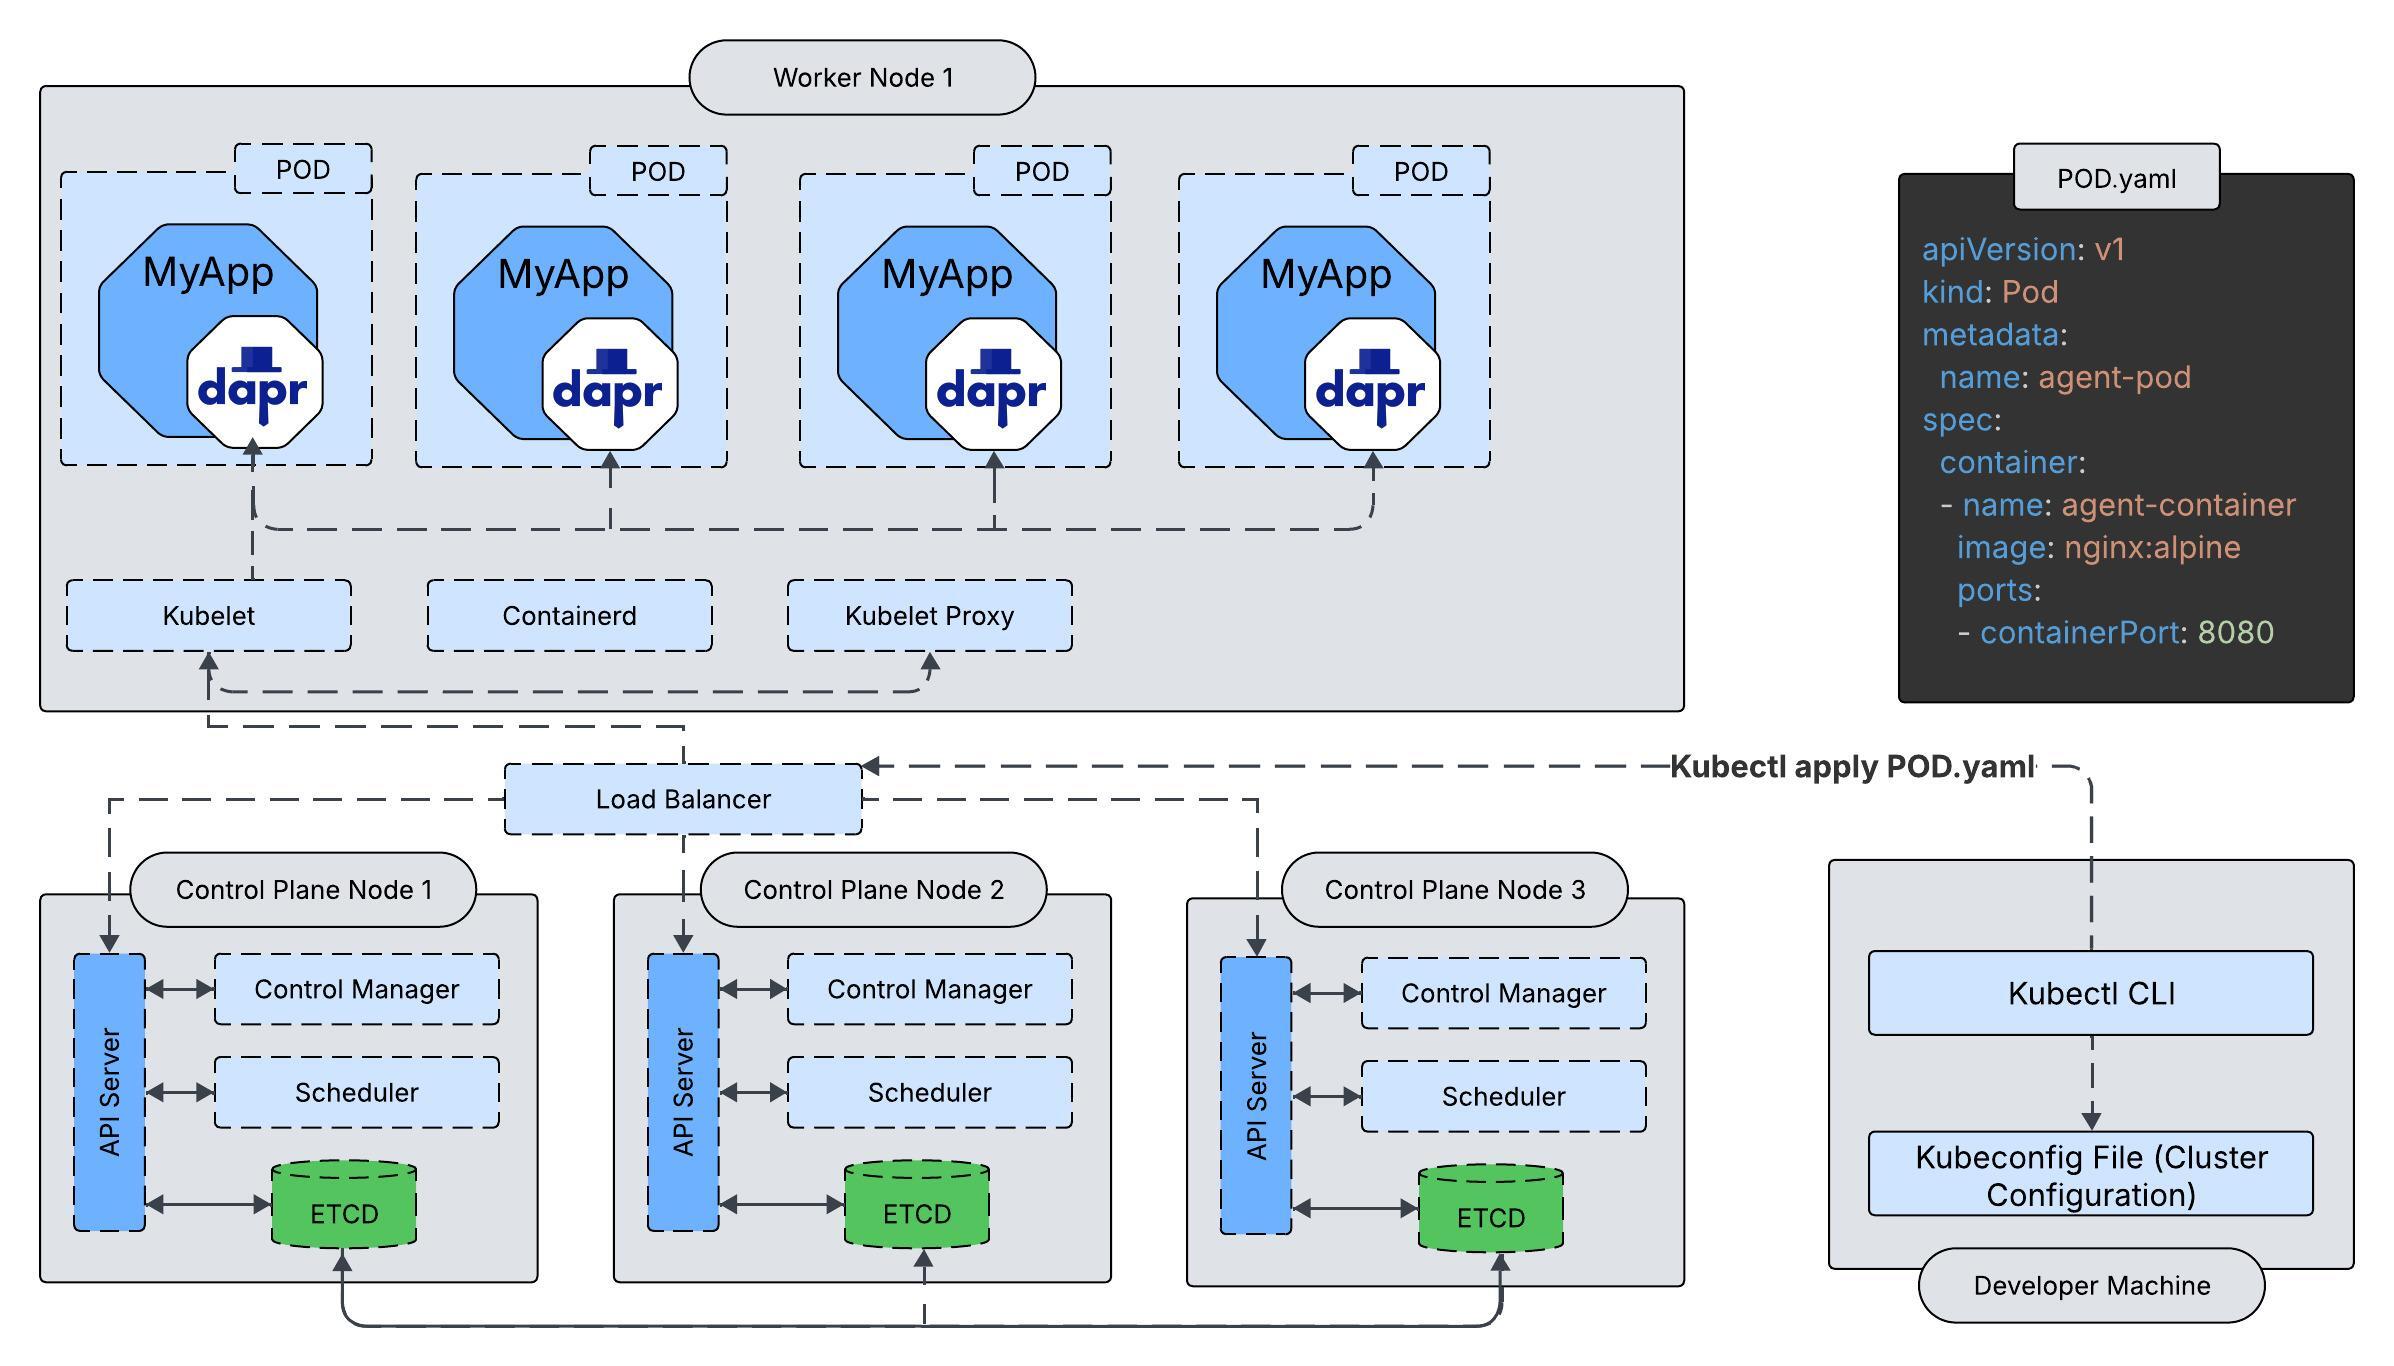 Worker Node 1
POD
POD
POD
POD
MyApp
MyApp
MyApp
MyApp
dapr
dapr
dapr
dapr
Kubelet
Containerd
Kubelet Proxy
POD.yaml
apiVersion: v1
kind: Pod
metadata:
name: agent-pod
spec:
container:
- name: agent-container
image: nginx:alpine
ports:
- containerPort: 8080
Kubectl apply POD.yaml
Load Balancer
Control Plane Node 1
API Server
Control Manager
Scheduler
ETCD
Control Plane Node 2
API Server
Control Manager
Scheduler
ETCD
Control Plane Node 3
API Server
Control Manager
Scheduler
ETCD
Kubectl CLI
Kubeconfig File (Cluster
Configuration)
Developer Machine